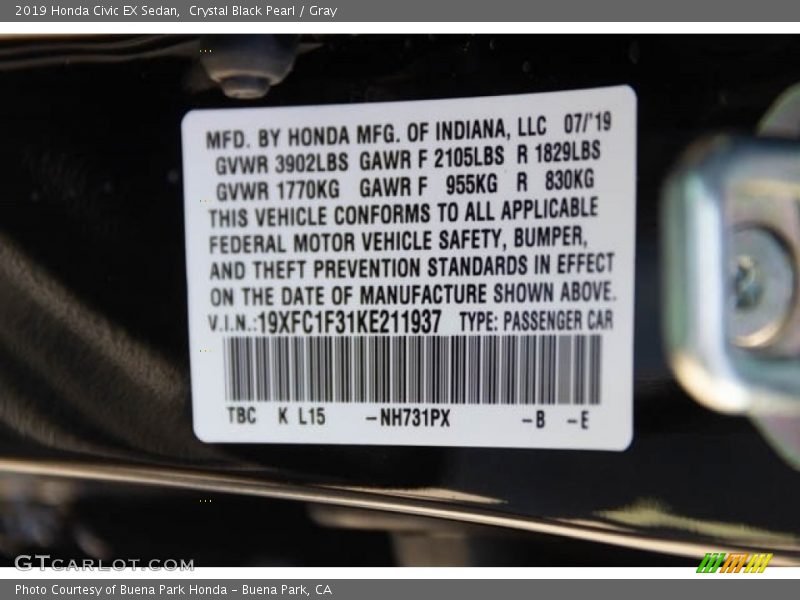 2019 Honda Civic EX Sedan,  Crystal Black Pearl / Gray
MFD. BY HONDA MFG. OF INDIANA, LLC 07/'19
GVWR 3902LBS GAWR F 2105LBS R 1829LBS
GVWR 1770KG GAWR F 955KG R 830KG
THIS VEHICLE CONFORMS TO ALL APPLICABLE
FEDERAL MOTOR VEHICLE SAFETY, BUMPER,
AND THEFT PREVENTION STANDARDS IN EFFECT
ON THE DATE OF MANUFACTURE SHOWN ABOVE.
V.I.N.:19XFC1F31KE211937 TYPE: PASSENGER CAR
TBC K L15 -NH731PX -B -E
GTCARLOT.COM
Photo Courtesy of Buena Park Honda - Buena Park, CA